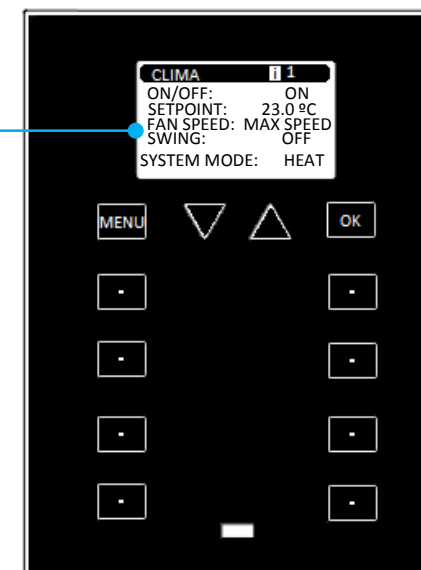 CLIMA i 1
ON/OFF: ON
SETPOINT: 23.0 ºC
FAN SPEED: MAX SPEED
SWING: OFF
SYSTEM MODE: HEAT
MENU OK